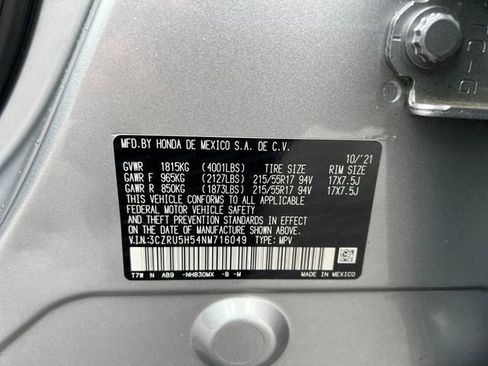 MFD.BY HONDA DE MEXICO S.A. DE C.V.
10/'21
GVWR 1815KG (4001LBS) TIRE SIZE RIM SIZE
GAWR F 965KG (2127LBS) 215/55R17 94V 17X7.5J
GAWR R 850KG (1873LBS) 215/55R17 94V 17X7.5J
THIS VEHICLE CONFORMS TO ALL APPLICABLE
FEDERAL MOTOR VEHICLE SAFETY, BUMPER,
AND THEFT PREVENTION STANDARDS IN EFFECT
ON THE DATE OF MANUFACTURE SHOWN ABOVE.
V.I.N:3CZRU5H54NM716049 TYPE: MPV
T7W N AB9 -NH830MX -B -M
MADE IN MEXICO